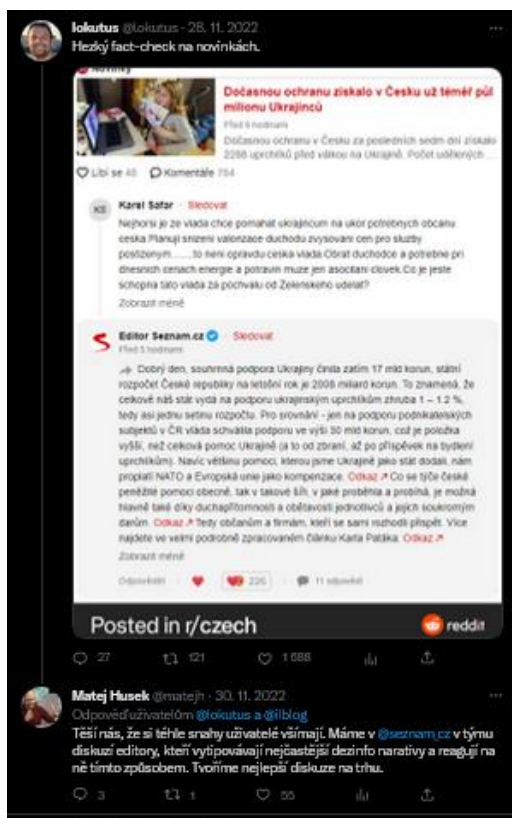 lokutus @lokutus · 28. 11. 2022
Hezký fact-check na novinkách.
Novinky
Dočasnou ochranu získalo v Česku už téměř půl
milionu Ukrajinců
Před 6 hodinami
Dočasnou ochranu v Česku za posledních sedm dní získalo
2288 uprchlíků před válkou na Ukrajině. Počet udělených ...
Líbí se 48 Komentáře 784
KS
Karel Safar · Sledovat
Nejhorsi je ze vlada chce pomahat ukrajincum na ukor potrebnych obcanu
ceska Planuji snizeni valorizace duchodu zvysovani cen pro sluzby
postizenym.......to neni opravdu ceska vlada.Obrat duchodce a potrebne pri
dnesnich cenach energie a potravin muze jen asocialni clovek.Co je jeste
schopna tato vlada za pochvalu od Zelenskeho udelat?
Zobrazit méně
Editor Seznam.cz · Sledovat
Před 5 hodinami
Dobrý den, souhrnná podpora Ukrajiny činila zatím 17 mld korun, státní
rozpočet České republiky na letošní rok je miliard korun. To znamená, že
celkově náš stát vydá na podporu ukrajinským uprchlíkům zhruba 1 – 1.2 %,
tedy asi jednu setinu rozpočtu. Pro srovnání - jen na podporu podnikatelských
subjektů v ČR vláda schválila podporu ve výši 30 mld korun, což je položka
vyšší, než celková pomoc Ukrajině (a to od zbraní, až po příspěvek na bydlení
uprchlíkům). Navíc většinu pomoci, kterou jsme Ukrajině jako stát dodali, nám
proplatí NATO a Evropská unie jako kompenzace. Odkaz Co se týče české
peněžité pomoci obecně, tak v takové šíři, v jaké proběhla a probíhá, je možná
hlavně také díky duchapřítomnosti a obětavosti jednotlivců a jejich soukromým
darům. Odkaz Tedy občanům a firmám, kteří se sami rozhodli přispět. Více
najdete ve velmi podrobně zpracovaném článku Karla Patáka. Odkaz
Zobrazit méně
Odpovědět 226 11 odpovědí
Posted in r/czech reddit
27 121 1 688
Matej Husek @matejh · 30. 11. 2022
Odpověď uživatelům @lokutus a @ilblog
Těší nás, že si téhle snahy uživatelé všímají. Máme v @seznam_cz v týmu
diskuzí editory, kteří vytipovávají nejčastější dezinfo narativy a reagují na
ně tímto způsobem. Tvoříme nejlepší diskuze na trhu.
3 1 55